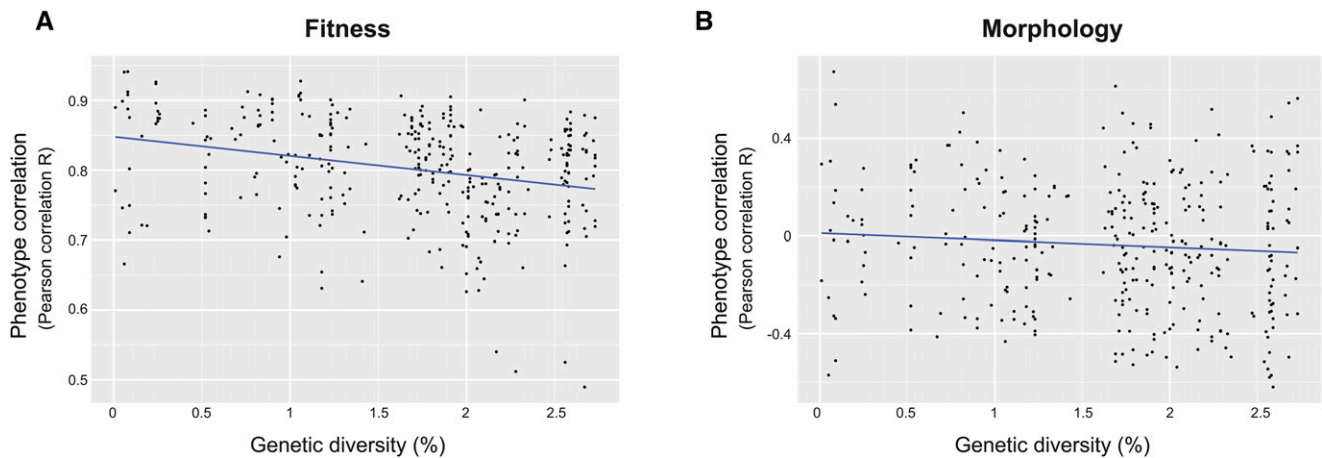 A
Fitness
Phenotype correlation
(Pearson correlation R)
0.9
0.8
0.7
0.6
0.5
0
0.5
1
1.5
2
2.5
Genetic diversity (%)
B
Morphology
Phenotype correlation
(Pearson correlation R)
0.4
0
-0.4
0
0.5
1
1.5
2
2.5
Genetic diversity (%)